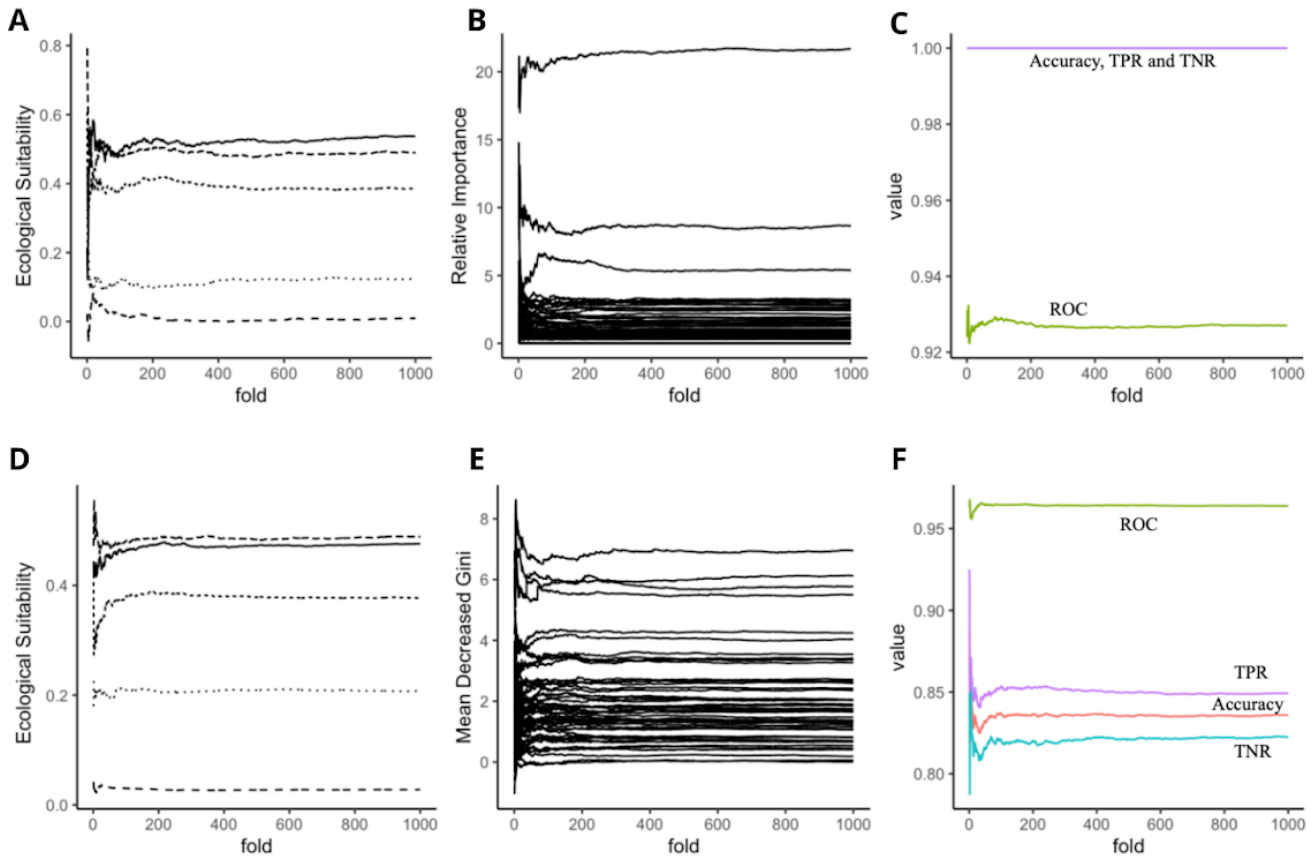 A
Ecological Suitability
0.8
0.6
0.4
0.2
0.0
0 200 400 600 800 1000
fold
B
Relative Importance
20
15
10
5
0
0 200 400 600 800 1000
fold
C
value
1.00
0.98
0.96
0.94
0.92
Accuracy, TPR and TNR
ROC
0 200 400 600 800 1000
fold
D
Ecological Suitability
0.4
0.2
0.0
0 200 400 600 800 1000
fold
E
Mean Decreased Gini
8
6
4
2
0
0 200 400 600 800 1000
fold
F
value
0.95
0.90
0.85
0.80
ROC
TPR
Accuracy
TNR
0 200 400 600 800 1000
fold